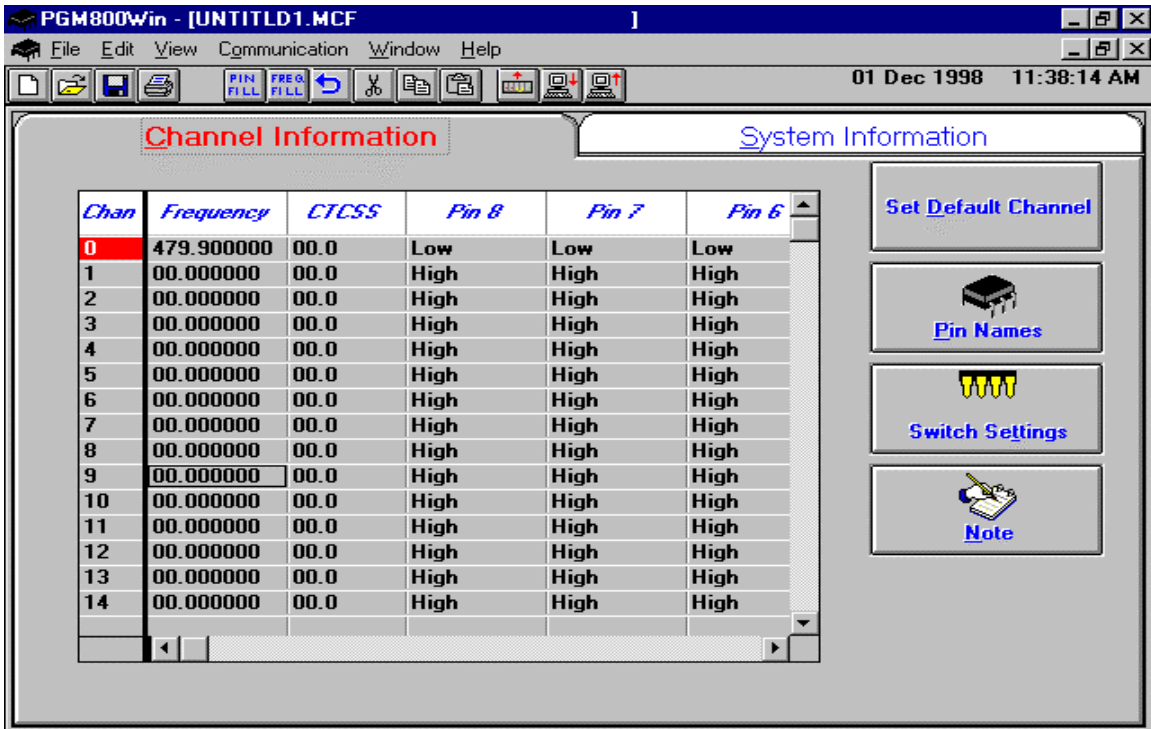 PGM800Win - [UNTITLD1.MCF ]
File Edit View Communication Window Help
PIN FILL FREQ. FILL 01 Dec 1998 11:38:14 AM
Channel Information System Information
Chan Frequency CTCSS Pin 8 Pin 7 Pin 6
0 479.900000 00.0 Low Low Low
1 00.000000 00.0 High High High
2 00.000000 00.0 High High High
3 00.000000 00.0 High High High
4 00.000000 00.0 High High High
5 00.000000 00.0 High High High
6 00.000000 00.0 High High High
7 00.000000 00.0 High High High
8 00.000000 00.0 High High High
9 00.000000 00.0 High High High
10 00.000000 00.0 High High High
11 00.000000 00.0 High High High
12 00.000000 00.0 High High High
13 00.000000 00.0 High High High
14 00.000000 00.0 High High High
Set Default Channel
Pin Names
Switch Settings
Note